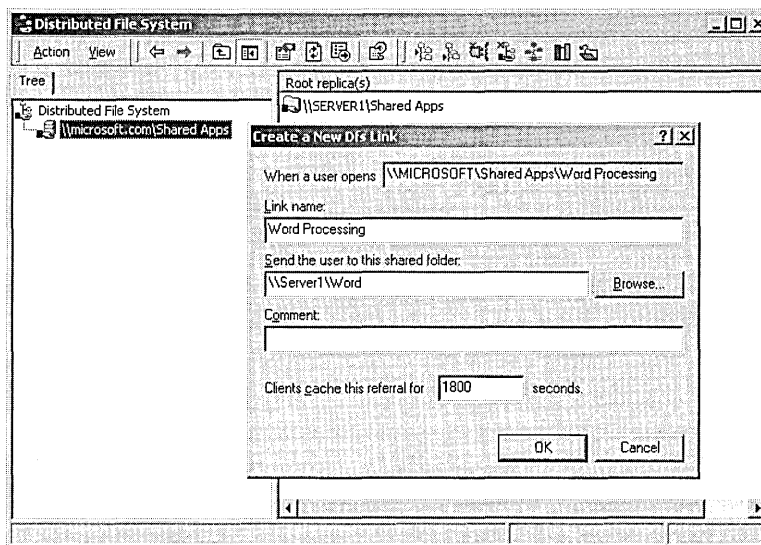 Distributed File System
Action View
Tree
Root replica(s)
Distributed File System
\\microsoft.com\Shared Apps
\\SERVER1\Shared Apps
Create a New Dfs Link
When a user opens \\MICROSOFT\Shared Apps\Word Processing
Link name:
Word Processing
Send the user to this shared folder:
\\Server1\Word
Browse...
Comment:
Clients cache this referral for 1800 seconds.
OK Cancel